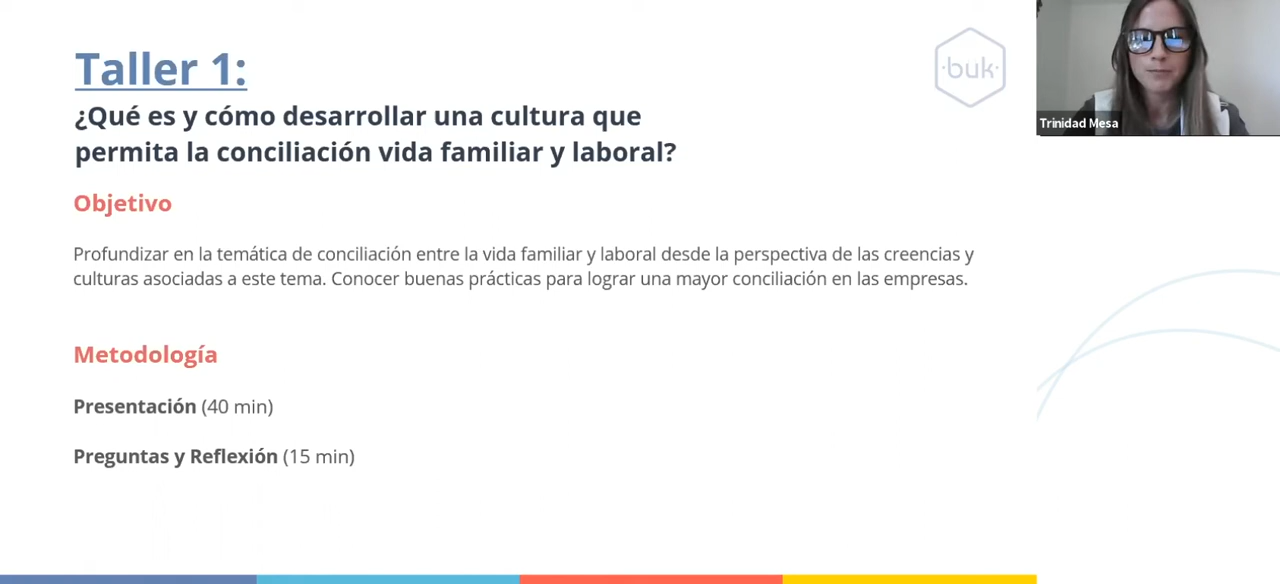 Taller 1:
¿Qué es y cómo desarrollar una cultura que
permita la conciliación vida familiar y laboral?
Objetivo
Profundizar en la temática de conciliación entre la vida familiar y laboral desde la perspectiva de las creencias y
culturas asociadas a este tema. Conocer buenas prácticas para lograr una mayor conciliación en las empresas.
Metodología
Presentación (40 min)
Preguntas y Reflexión (15 min)
·buk·
Trinidad Mesa